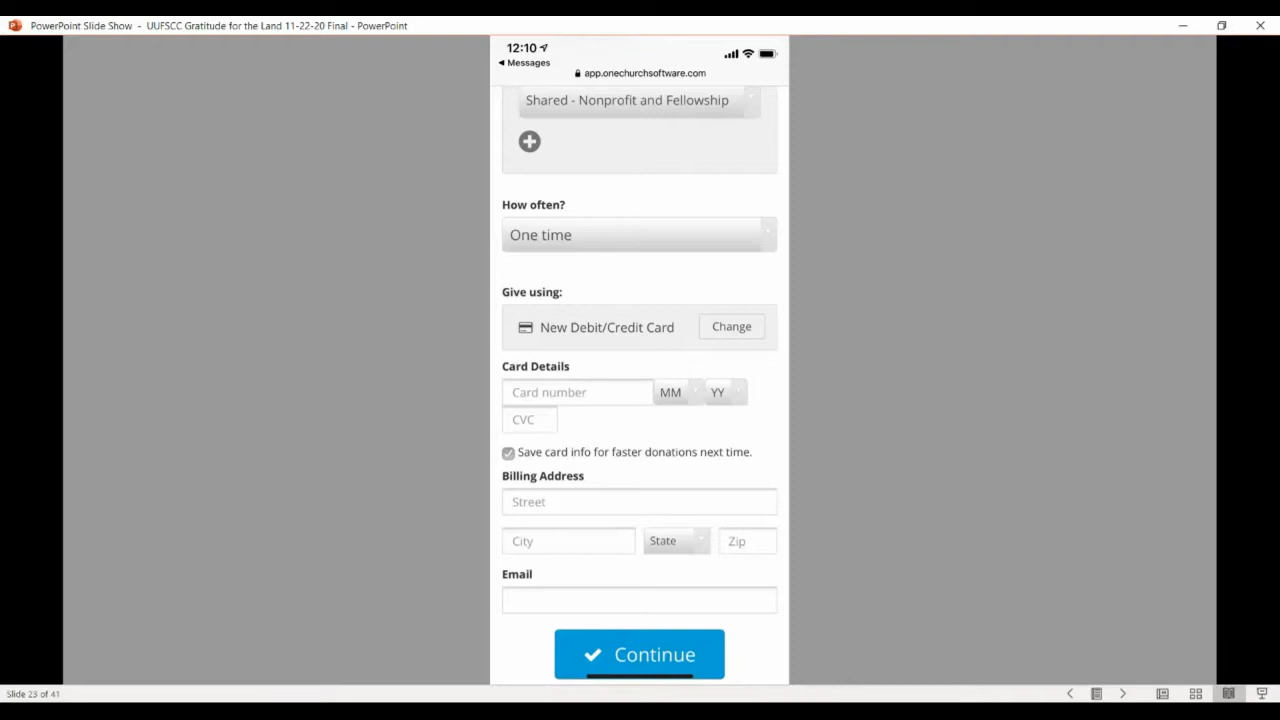 PowerPoint Slide Show - UUFSCC Gratitude for the Land 11-22-20 Final - PowerPoint
12:10
Messages
app.onechurchsoftware.com
Shared - Nonprofit and Fellowship
How often?
One time
Give using:
New Debit/Credit Card Change
Card Details
Card number MM YY
CVC
Save card info for faster donations next time.
Billing Address
Street
City State Zip
Email
Continue
Slide 23 of 41